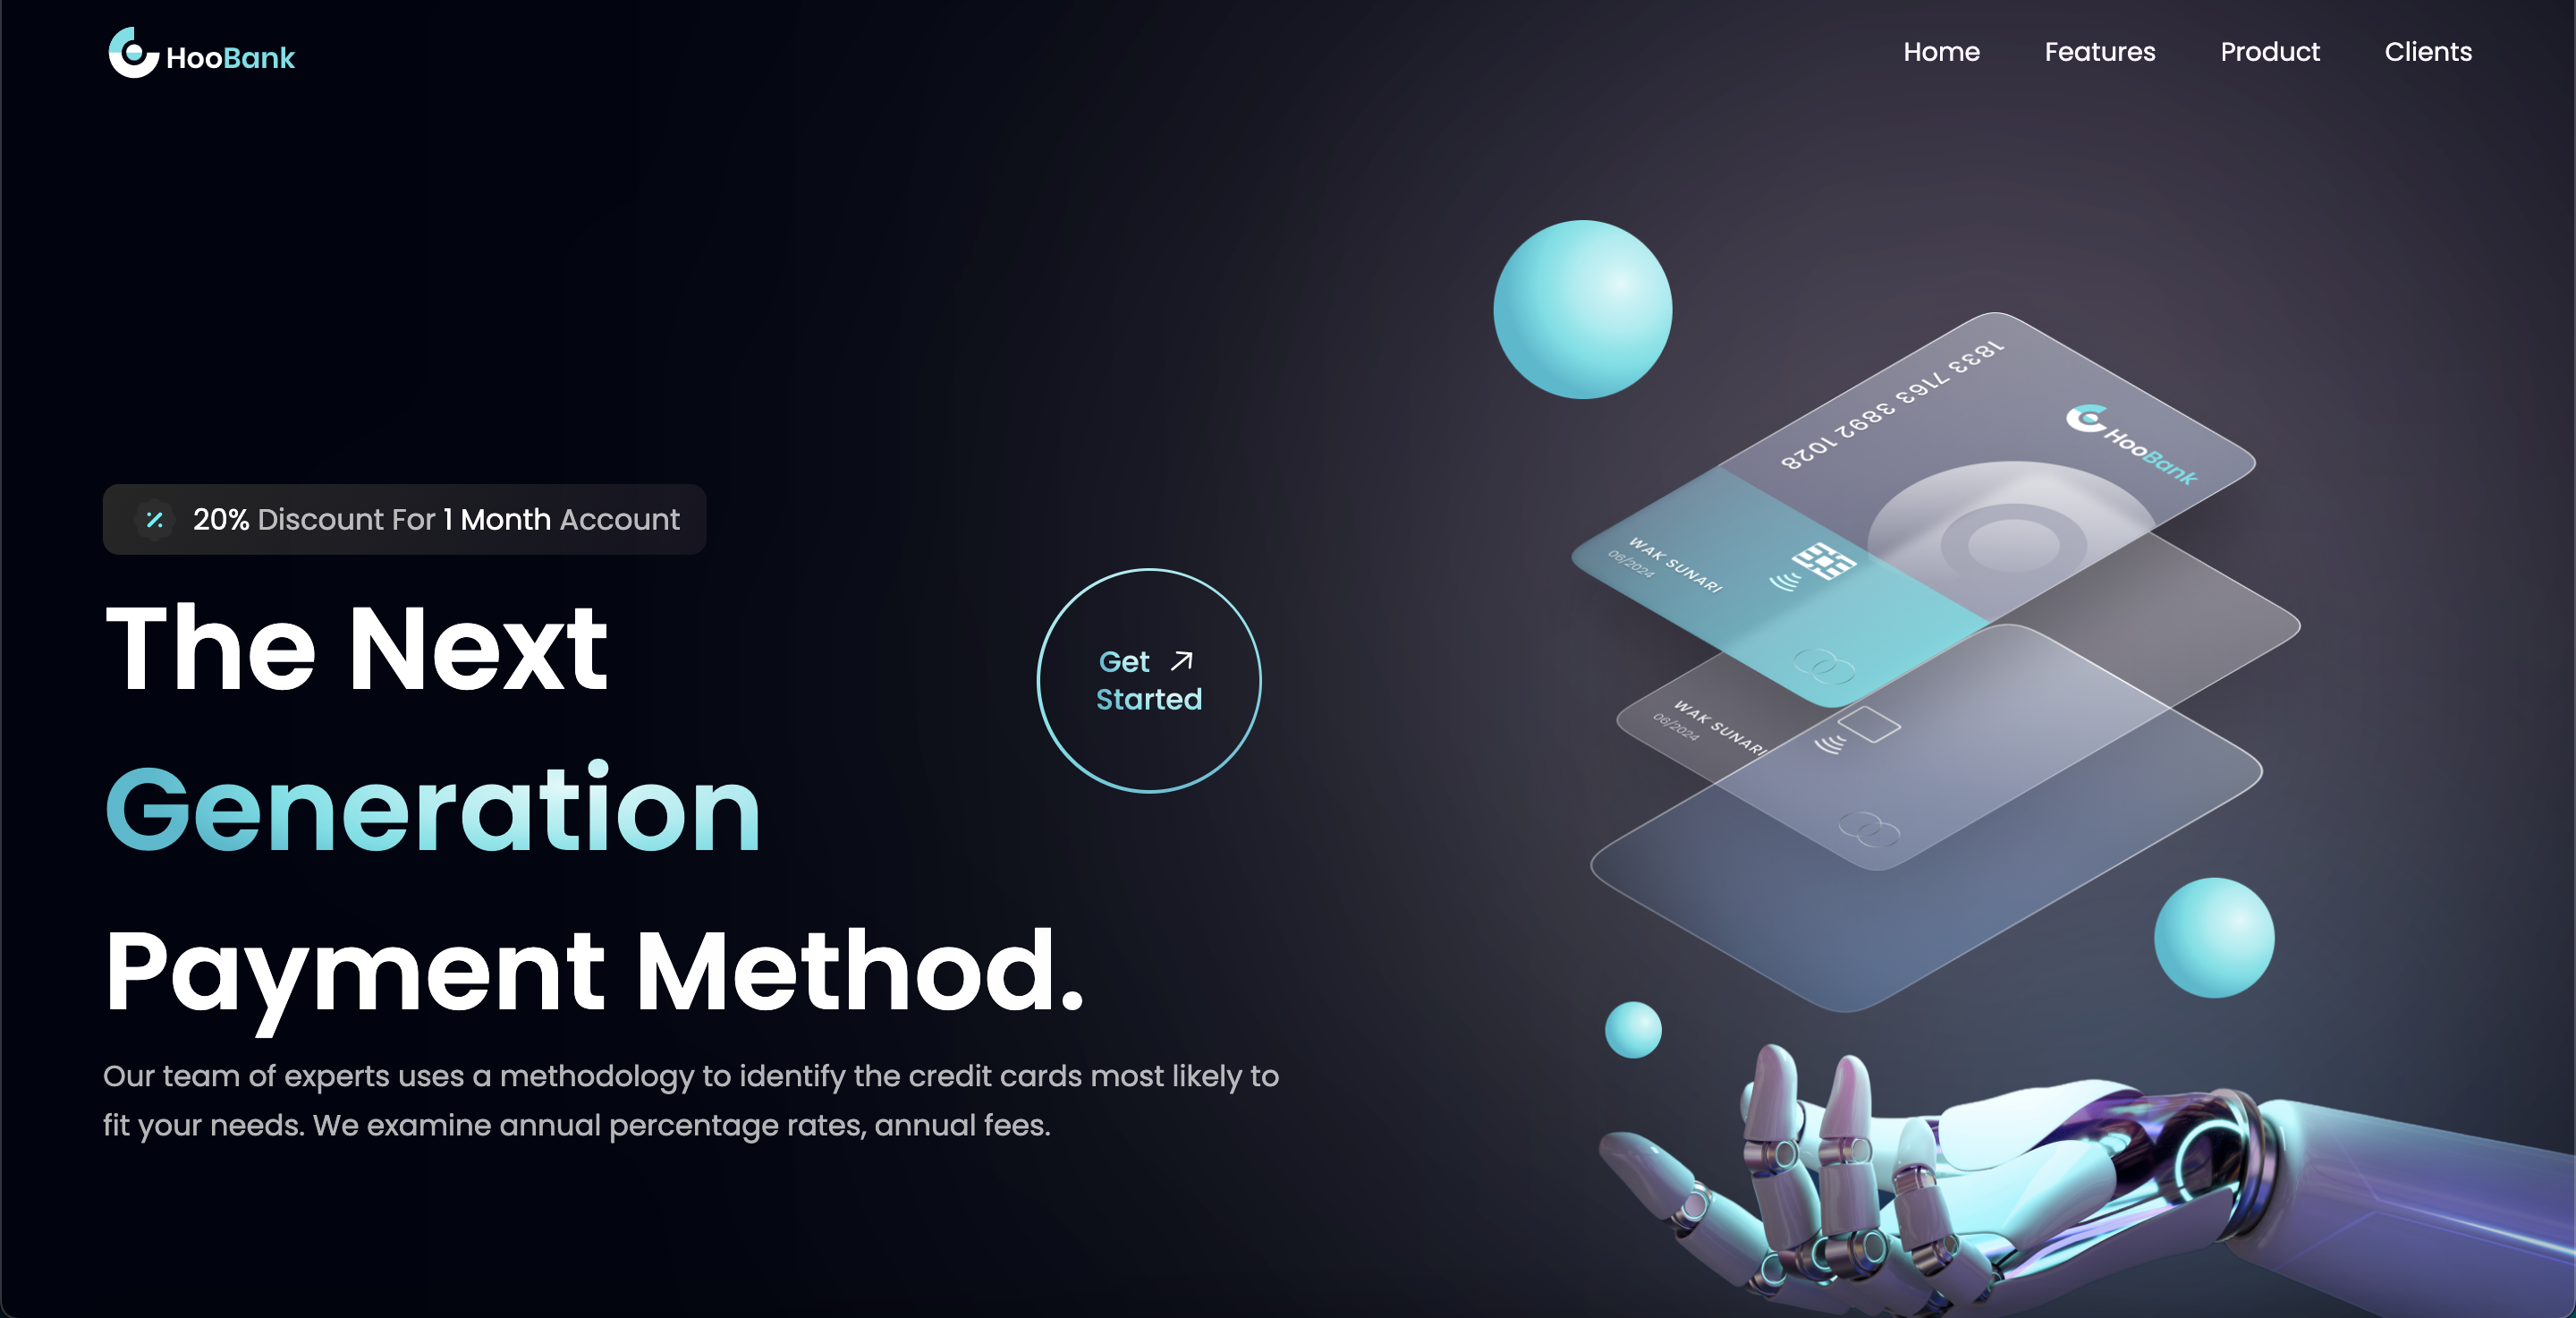 HooBank
Home Features Product Clients
20% Discount For 1 Month Account
The Next
Generation
Payment Method.
Get
Started
Our team of experts uses a methodology to identify the credit cards most likely to
fit your needs. We examine annual percentage rates, annual fees.
1833 7163 3892 1028
HooBank
WAK SUNARI
06/2024
WAK SUNARI
06/2024